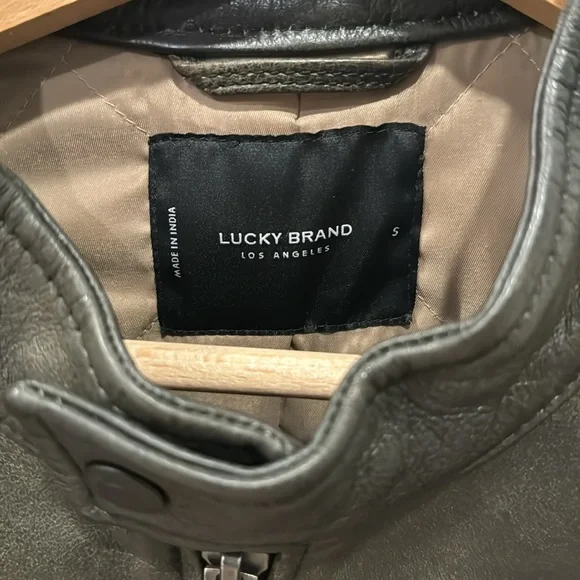 MADE IN INDIA
LUCKY BRAND
LOS ANGELES
S